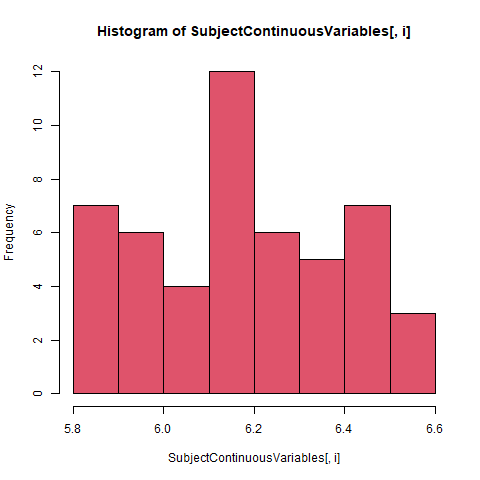 Histogram of SubjectContinuousVariables[, i]
Frequency
12
10
8
6
4
2
0
5.8 6.0 6.2 6.4 6.6
SubjectContinuousVariables[, i]